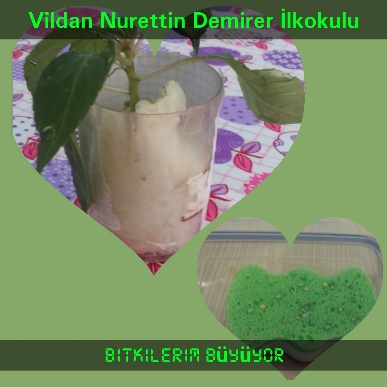 Vildan Nurettin Demirer İlkokulu
BITKILERIM BÜYÜYOR